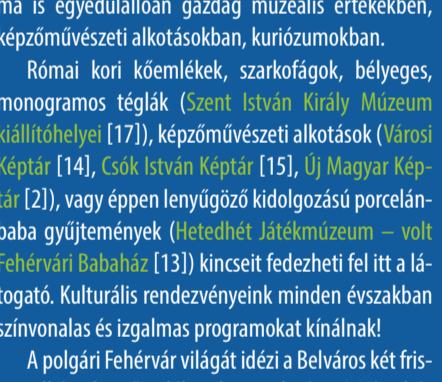 ma is egyedülállóan gazdag muzeális értékekben,
képzőművészeti alkotásokban, kuriózumokban.
Római kori kőemlékek, szarkofágok, bélyeges,
monogramos téglák (Szent István Király Múzeum
kiállítóhelyei [17]), képzőművészeti alkotások (Városi
Képtár [14], Csók István Képtár [15], Új Magyar Kép-
tár [2]), vagy éppen lenyűgöző kidolgozású porcelán-
baba gyűjtemények (Hetedhét Játékmúzeum – volt
Fehérvári Babaház [13]) kincseit fedezheti fel itt a lá-
togató. Kulturális rendezvényeink minden évszakban
színvonalas és izgalmas programokat kínálnak!
A polgári Fehérvár világát idézi a Belváros két fris-